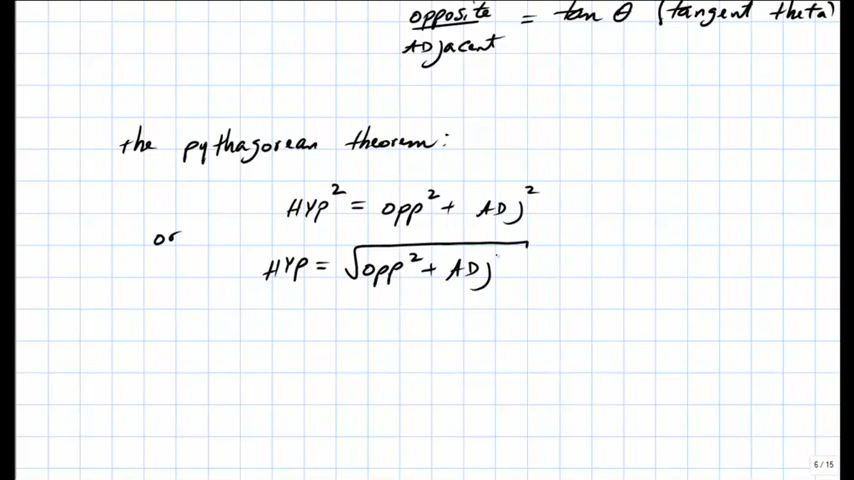 opposite / ADjacent = tan θ (tangent theta)
the pythagorean theorem:
HYP² = OPP² + ADj²
or
HYP = √OPP² + ADj
6 / 15